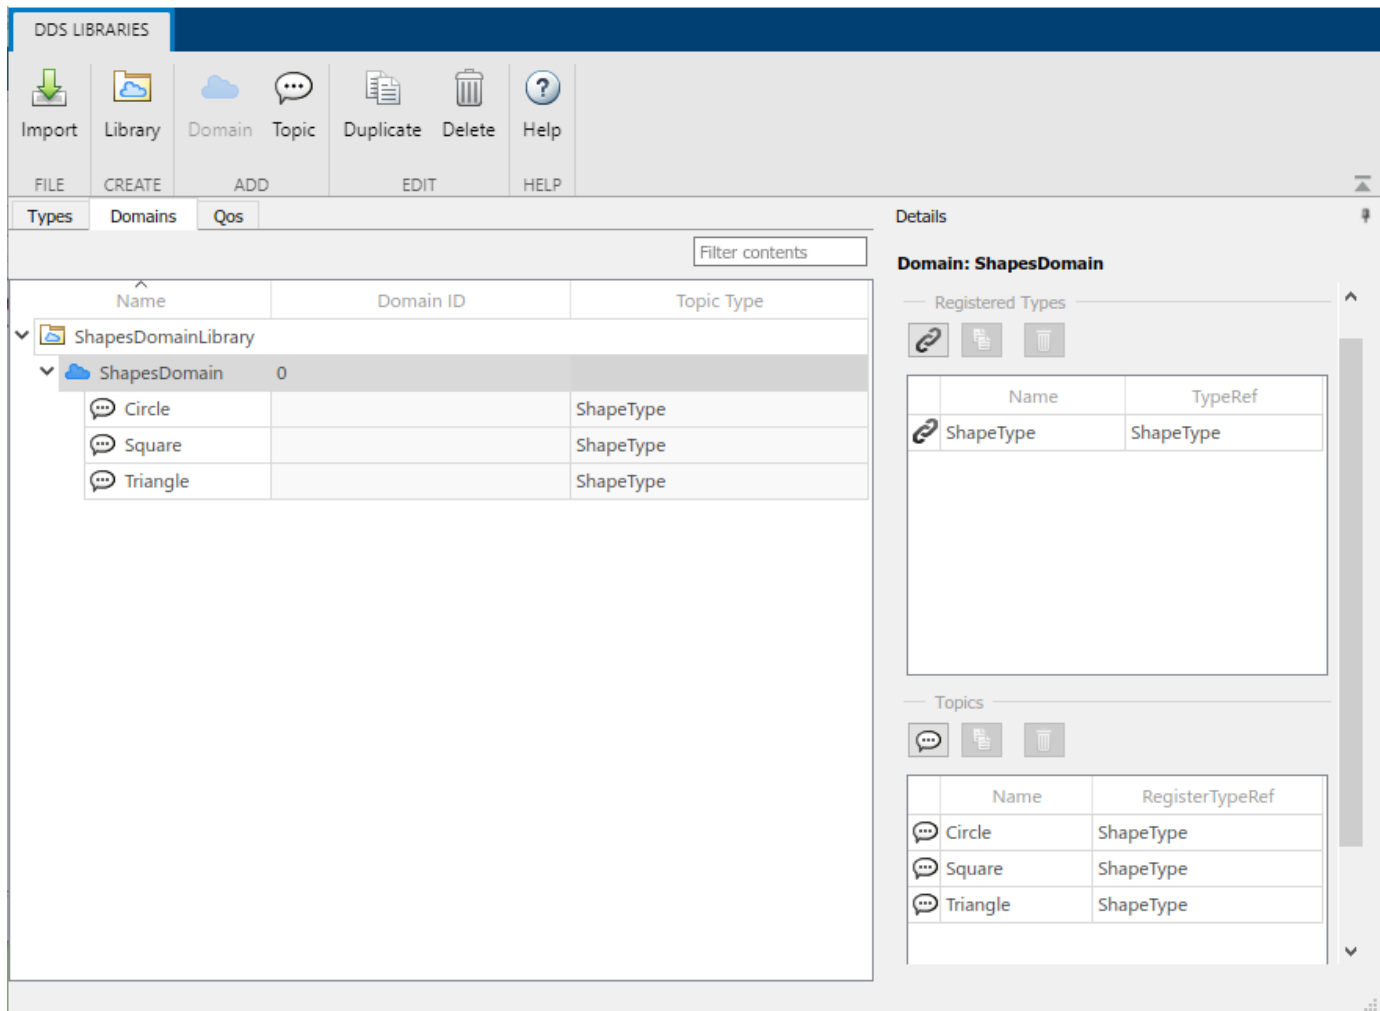 DDS LIBRARIES
Import Library Domain Topic Duplicate Delete Help
FILE CREATE ADD EDIT HELP
Types Domains Qos
Filter contents
Name Domain ID Topic Type
ShapesDomainLibrary
ShapesDomain 0
Circle ShapeType
Square ShapeType
Triangle ShapeType
Details
Domain: ShapesDomain
Registered Types
Name TypeRef
ShapeType ShapeType
Topics
Name RegisterTypeRef
Circle ShapeType
Square ShapeType
Triangle ShapeType